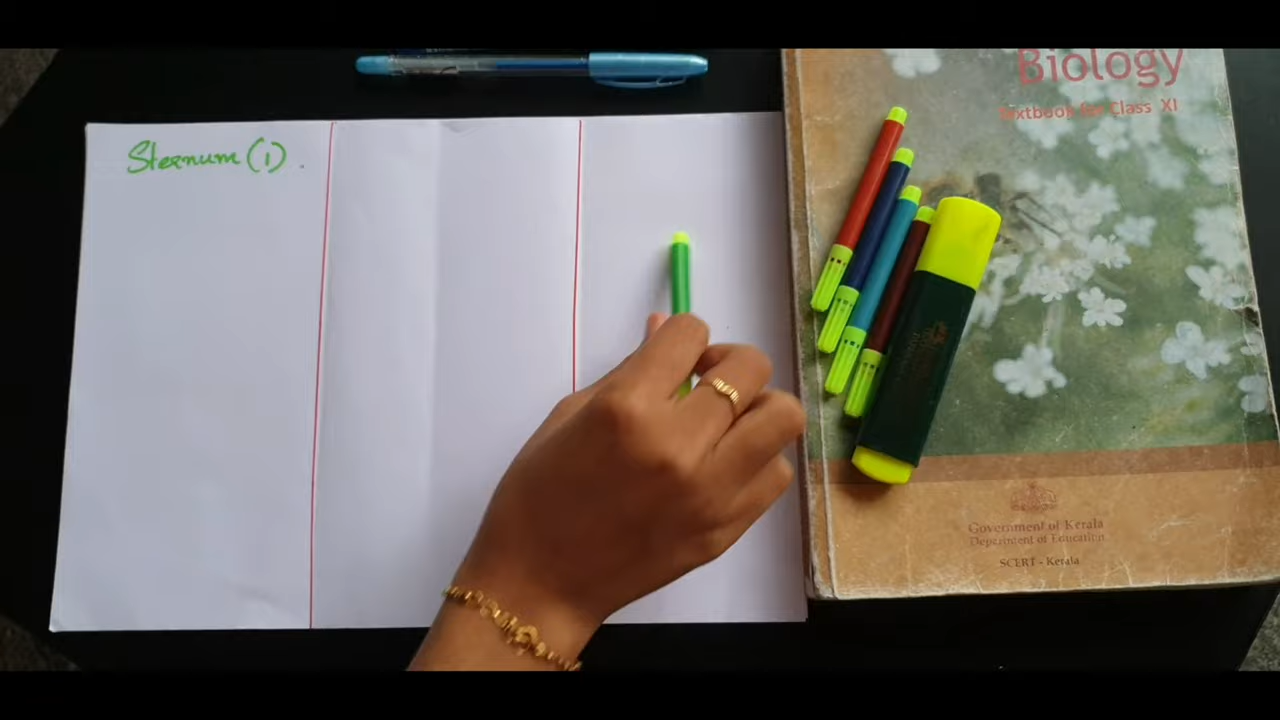 Sternum (1).
Biology
Textbook for Class XI
Government of Kerala
Department of Education
SCERT - Kerala